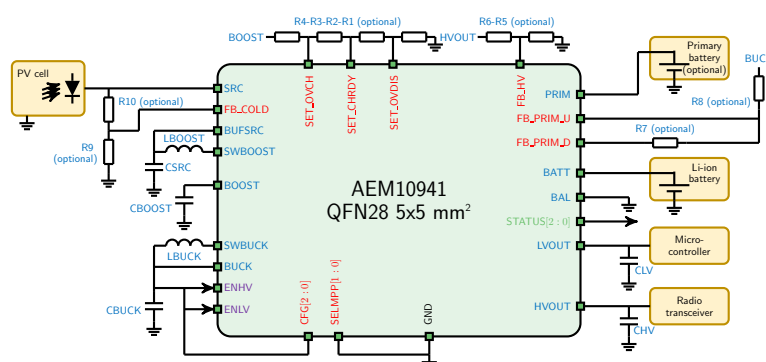 R4-R3-R2-R1 (optional)
R6-R5 (optional)
BOOST
HVOUT
Primary
battery
(optional)
BUC
PV cell
SRC
R10 (optional)
FB_COLD
SET_OVCH
SET_CHRDY
SET_OVDIS
FB_HV
PRIM
R8 (optional)
FB_PRIM_U
BUFSRC
LBOOST
SWBOOST
R9
(optional)
CSRC
R7 (optional)
FB_PRIM_D
BATT
Li-ion
battery
BOOST
CBOOST
AEM10941
QFN28 5x5 mm²
BAL
STATUS[2 : 0]
SWBUCK
LBUCK
BUCK
LVOUT
Micro-
controller
CLV
ENHV
ENLV
CBUCK
CFG[2 : 0]
SELMPP[1 : 0]
GND
HVOUT
Radio
transceiver
CHV